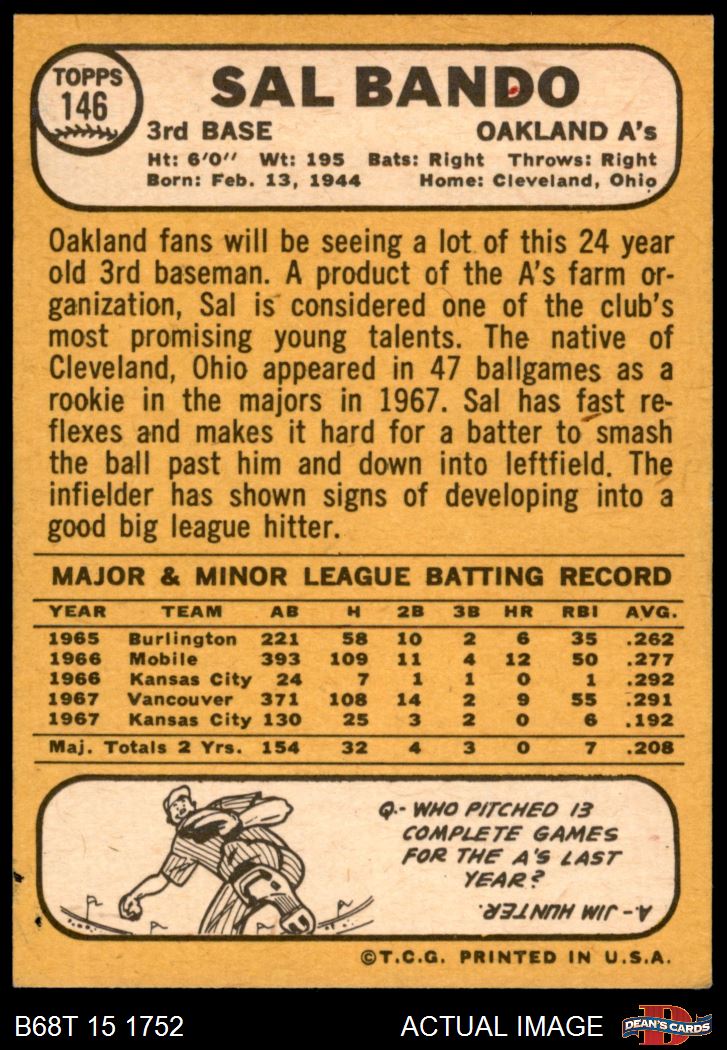 TOPPS
146
SAL BANDO
3rd BASE OAKLAND A's
Ht: 6'0" Wt: 195 Bats: Right Throws: Right
Born: Feb. 13, 1944 Home: Cleveland, Ohio
Oakland fans will be seeing a lot of this 24 year
old 3rd baseman. A product of the A's farm or-
ganization, Sal is considered one of the club's
most promising young talents. The native of
Cleveland, Ohio appeared in 47 ballgames as a
rookie in the majors in 1967. Sal has fast re-
flexes and makes it hard for a batter to smash
the ball past him and down into leftfield. The
infielder has shown signs of developing into a
good big league hitter.
MAJOR & MINOR LEAGUE BATTING RECORD
YEAR TEAM AB H 2B 3B HR RBI AVG.
1965 Burlington 221 58 10 2 6 35 .262
1966 Mobile 393 109 11 4 12 50 .277
1966 Kansas City 24 7 1 1 0 1 .292
1967 Vancouver 371 108 14 2 9 55 .291
1967 Kansas City 130 25 3 2 0 6 .192
Maj. Totals 2 Yrs. 154 32 4 3 0 7 .208
Q.- WHO PITCHED 13
COMPLETE GAMES
FOR THE A'S LAST
YEAR?
A- JIM HUNTER.
©T.C.G. PRINTED IN U.S.A.
B68T 15 1752 ACTUAL IMAGE
D
DEAN'S CARDS